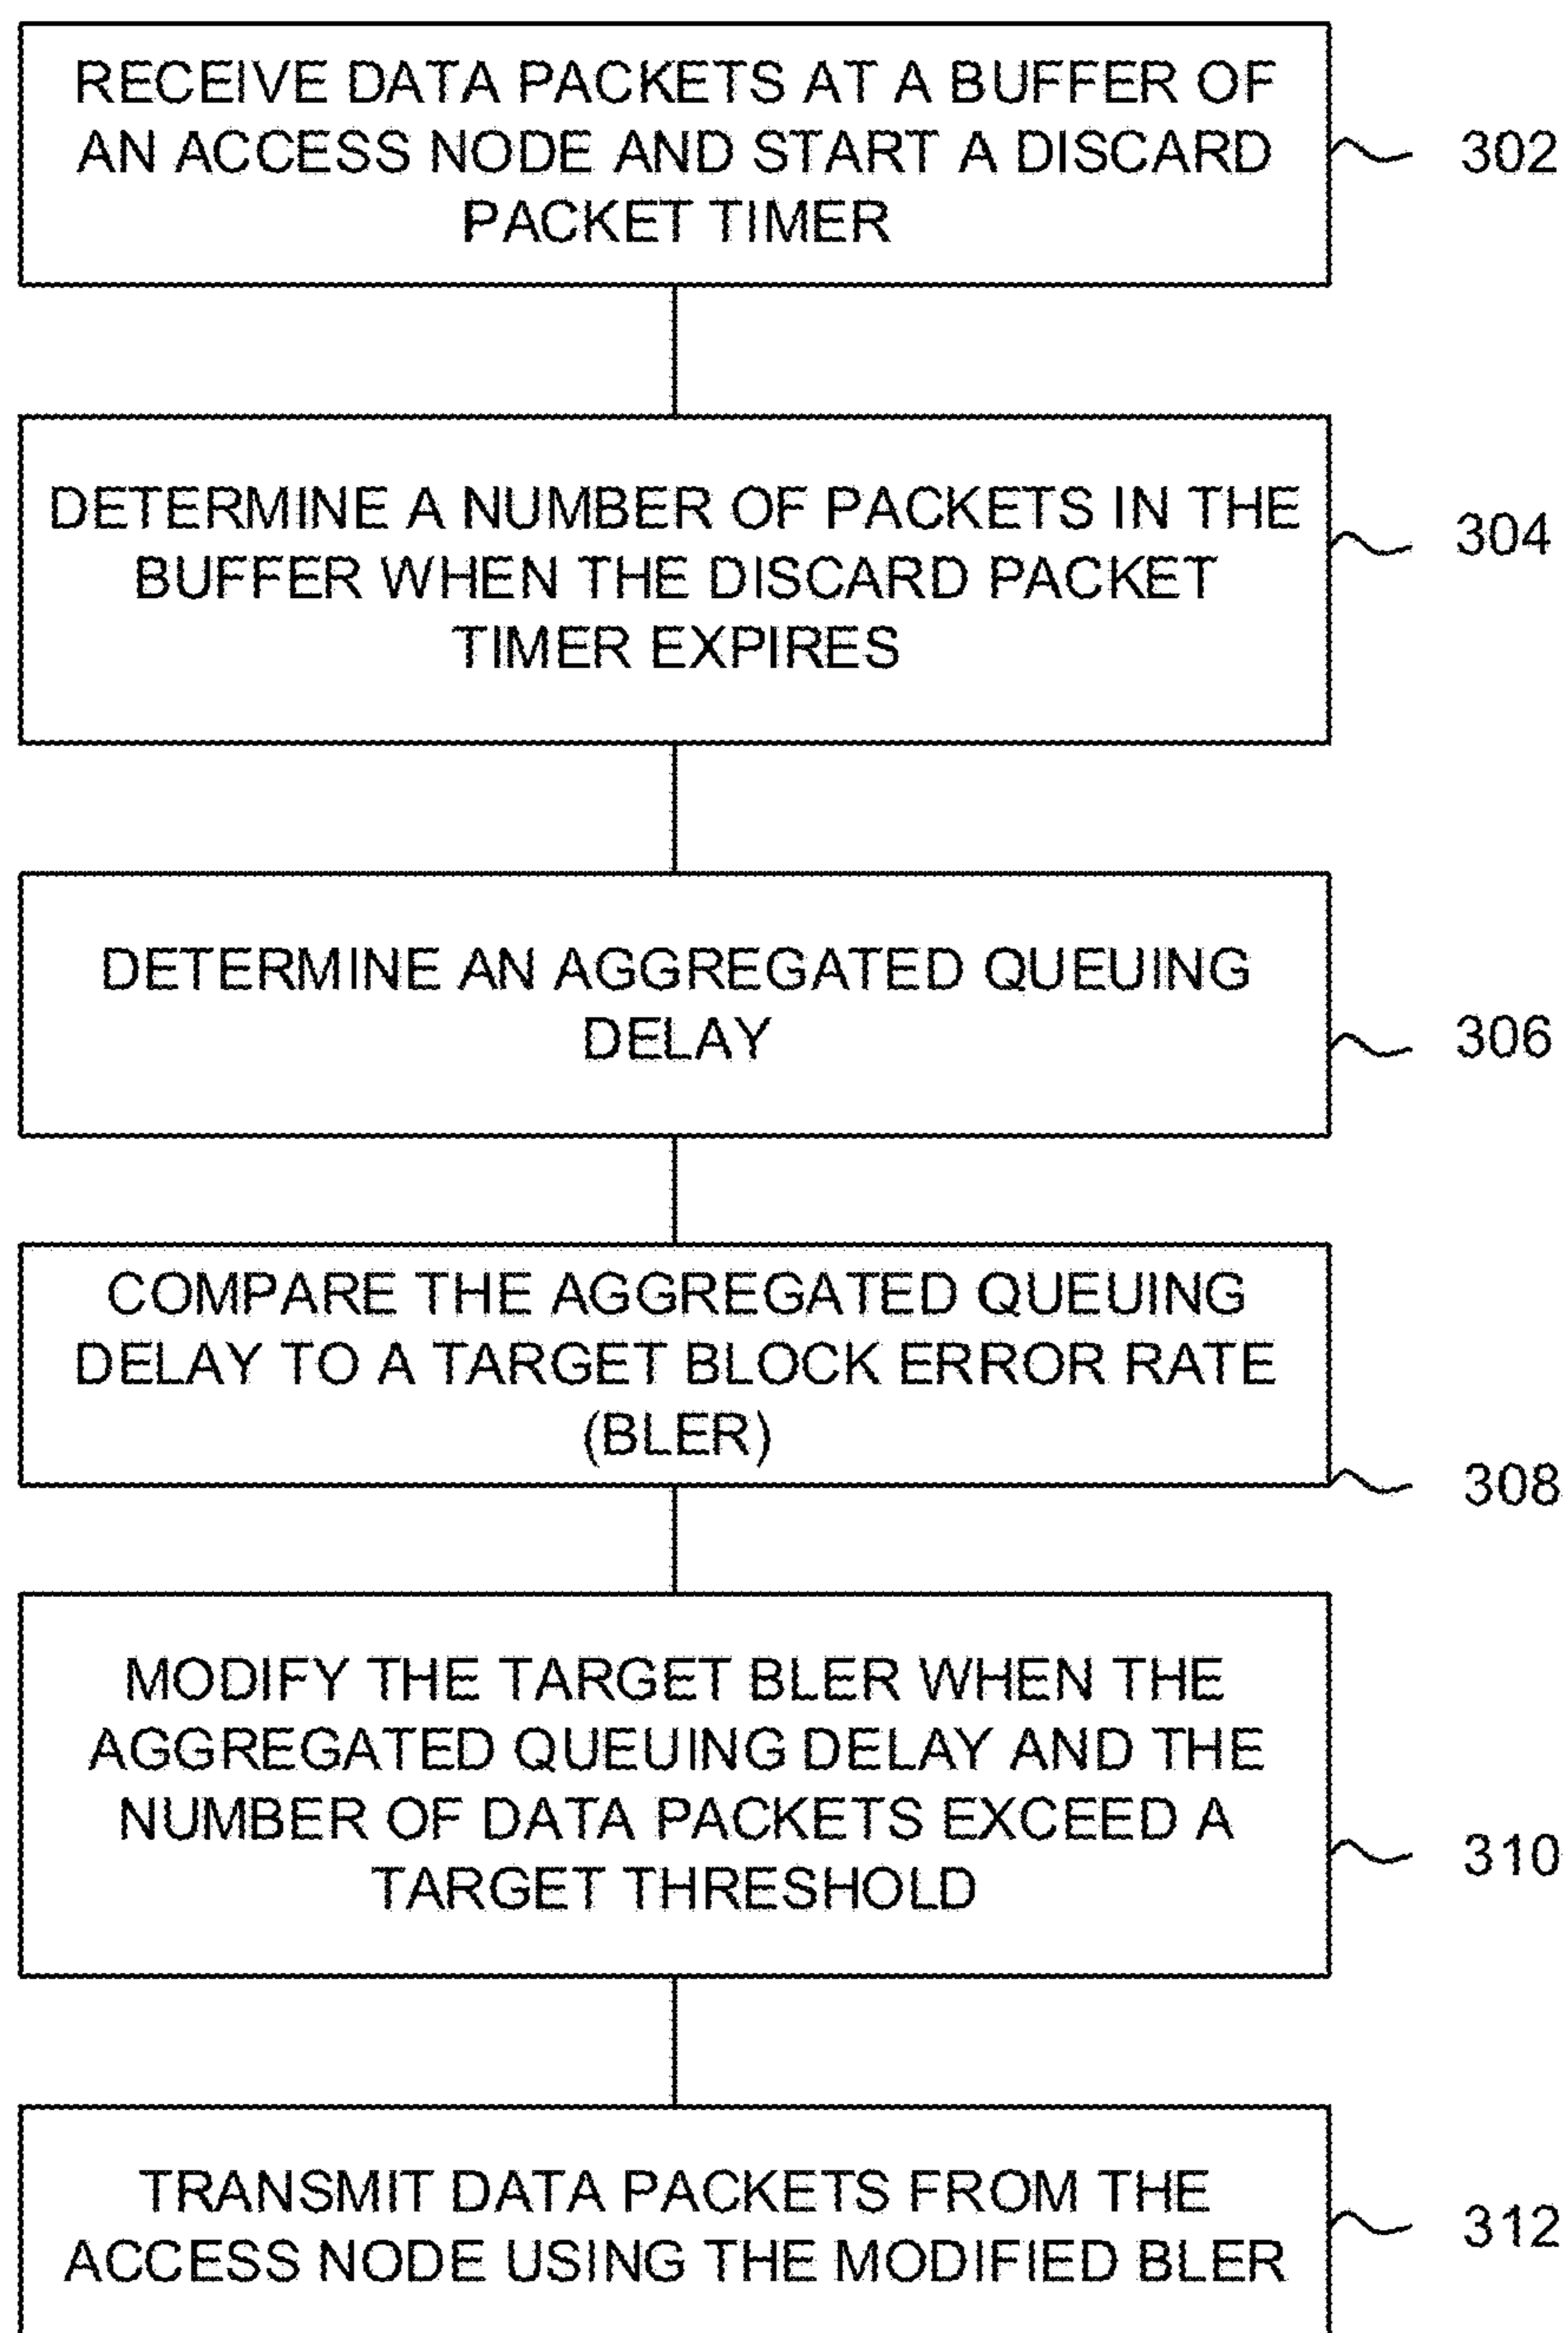 RECEIVE DATA PACKETS AT A BUFFER OF
AN ACCESS NODE AND START A DISCARD
PACKET TIMER
302
DETERMINE A NUMBER OF PACKETS IN THE
BUFFER WHEN THE DISCARD PACKET
TIMER EXPIRES
304
DETERMINE AN AGGREGATED QUEUING
DELAY
306
COMPARE THE AGGREGATED QUEUING
DELAY TO A TARGET BLOCK ERROR RATE
(BLER)
308
MODIFY THE TARGET BLER WHEN THE
AGGREGATED QUEUING DELAY AND THE
NUMBER OF DATA PACKETS EXCEED A
TARGET THRESHOLD
310
TRANSMIT DATA PACKETS FROM THE
ACCESS NODE USING THE MODIFIED BLER
312